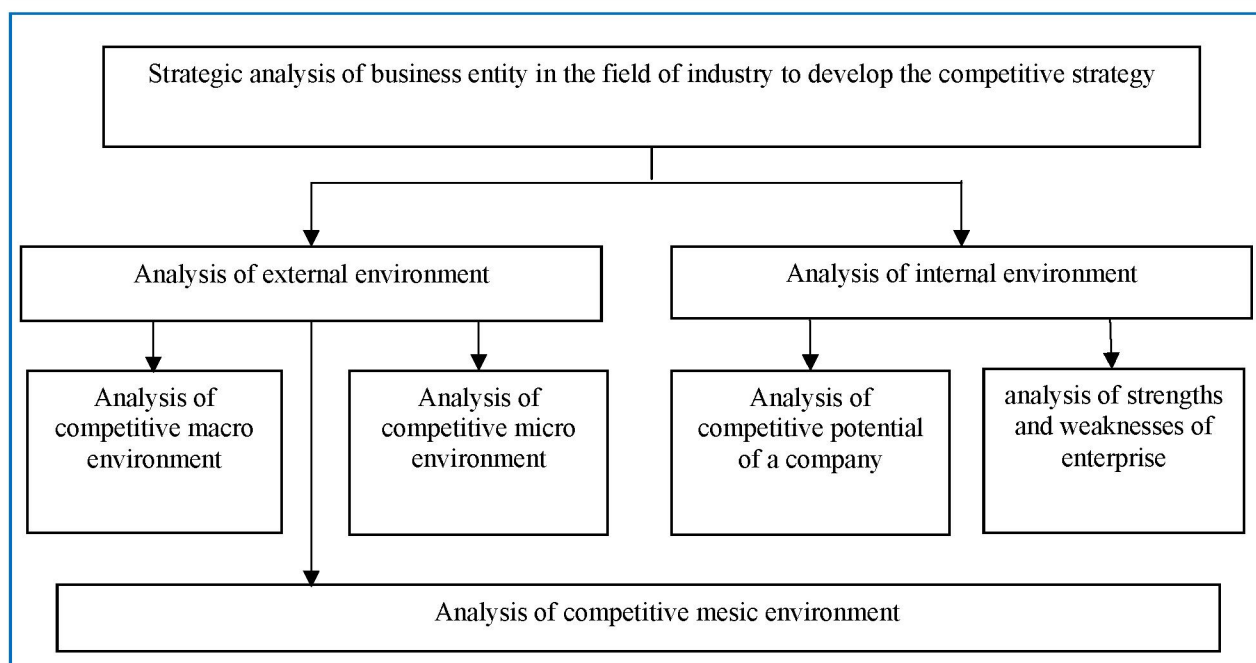 Strategic analysis of business entity in the field of industry to develop the competitive strategy
Analysis of external environment
Analysis of internal environment
Analysis of
competitive macro
environment
Analysis of
competitive micro
environment
Analysis of
competitive potential
of a company
analysis of strengths
and weaknesses of
enterprise
Analysis of competitive mesic environment